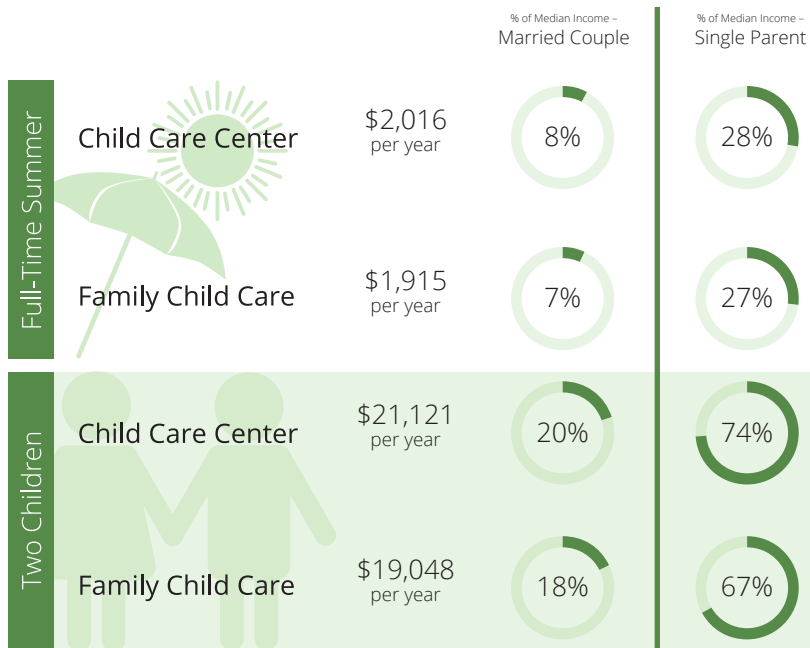 % of Median Income –
Married Couple
% of Median Income –
Single Parent
Full-Time Summer
Child Care Center
$2,016
per year
8%
28%
Family Child Care
$1,915
per year
7%
27%
Two Children
Child Care Center
$21,121
per year
20%
74%
Family Child Care
$19,048
per year
18%
67%